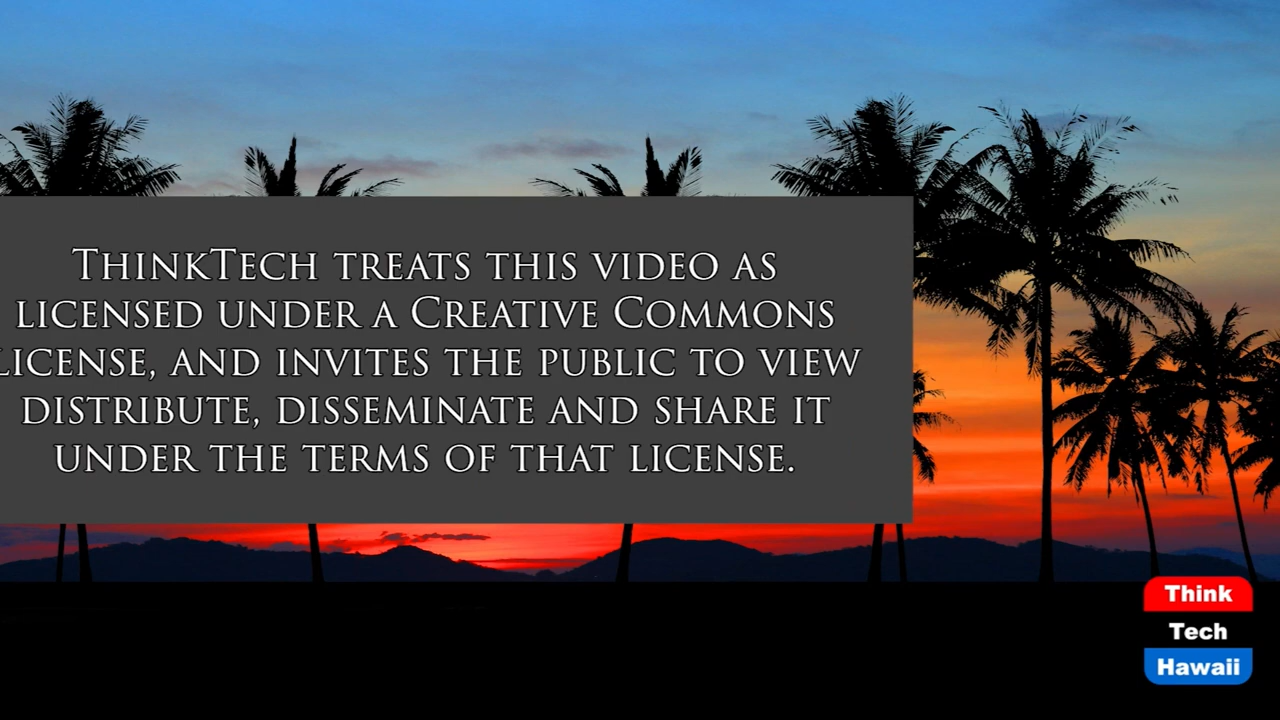 ThinkTech treats this video as
licensed under a Creative Commons
License, and invites the public to view
distribute, disseminate and share it
under the terms of that license.
Think
Tech
Hawaii